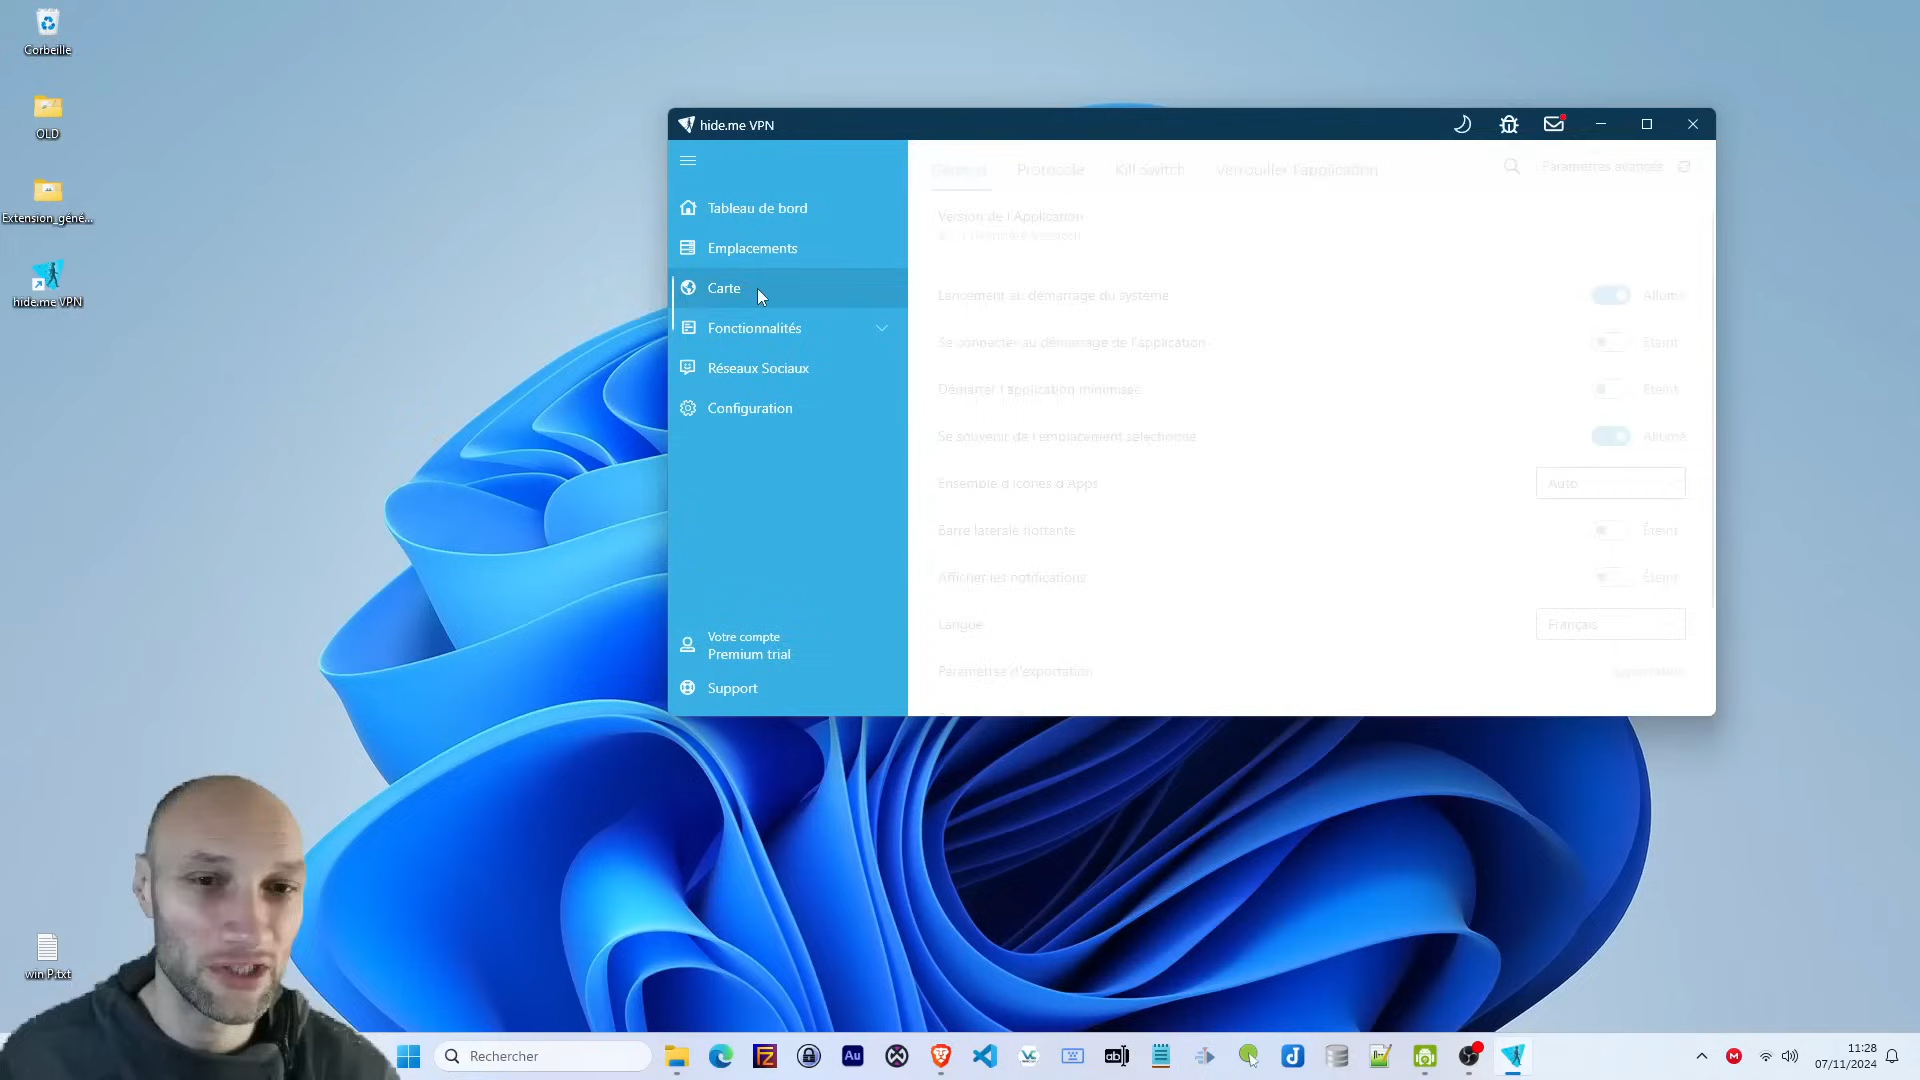 Corbeille
OLD
Extension_géné...
hide.me VPN
win P.txt
hide.me VPN
Tableau de bord
Emplacements
Carte
Fonctionnalités
Réseaux Sociaux
Configuration
Votre compte
Premium trial
Support
Général
Protocole
Kill Switch
Verrouiller l'application
Paramètres avancés
Version de l'Application
Lancement au démarrage du système
Allumé
Se connecter au démarrage de l'application
Éteint
Démarrer l'application minimisée
Éteint
Se souvenir de l'emplacement sélectionné
Allumé
Ensemble d'icônes d'Apps
Auto
Barre latérale flottante
Éteint
Afficher les notifications
Éteint
Langue
Français
Paramètres d'exportation
Rechercher
11:28
07/11/2024